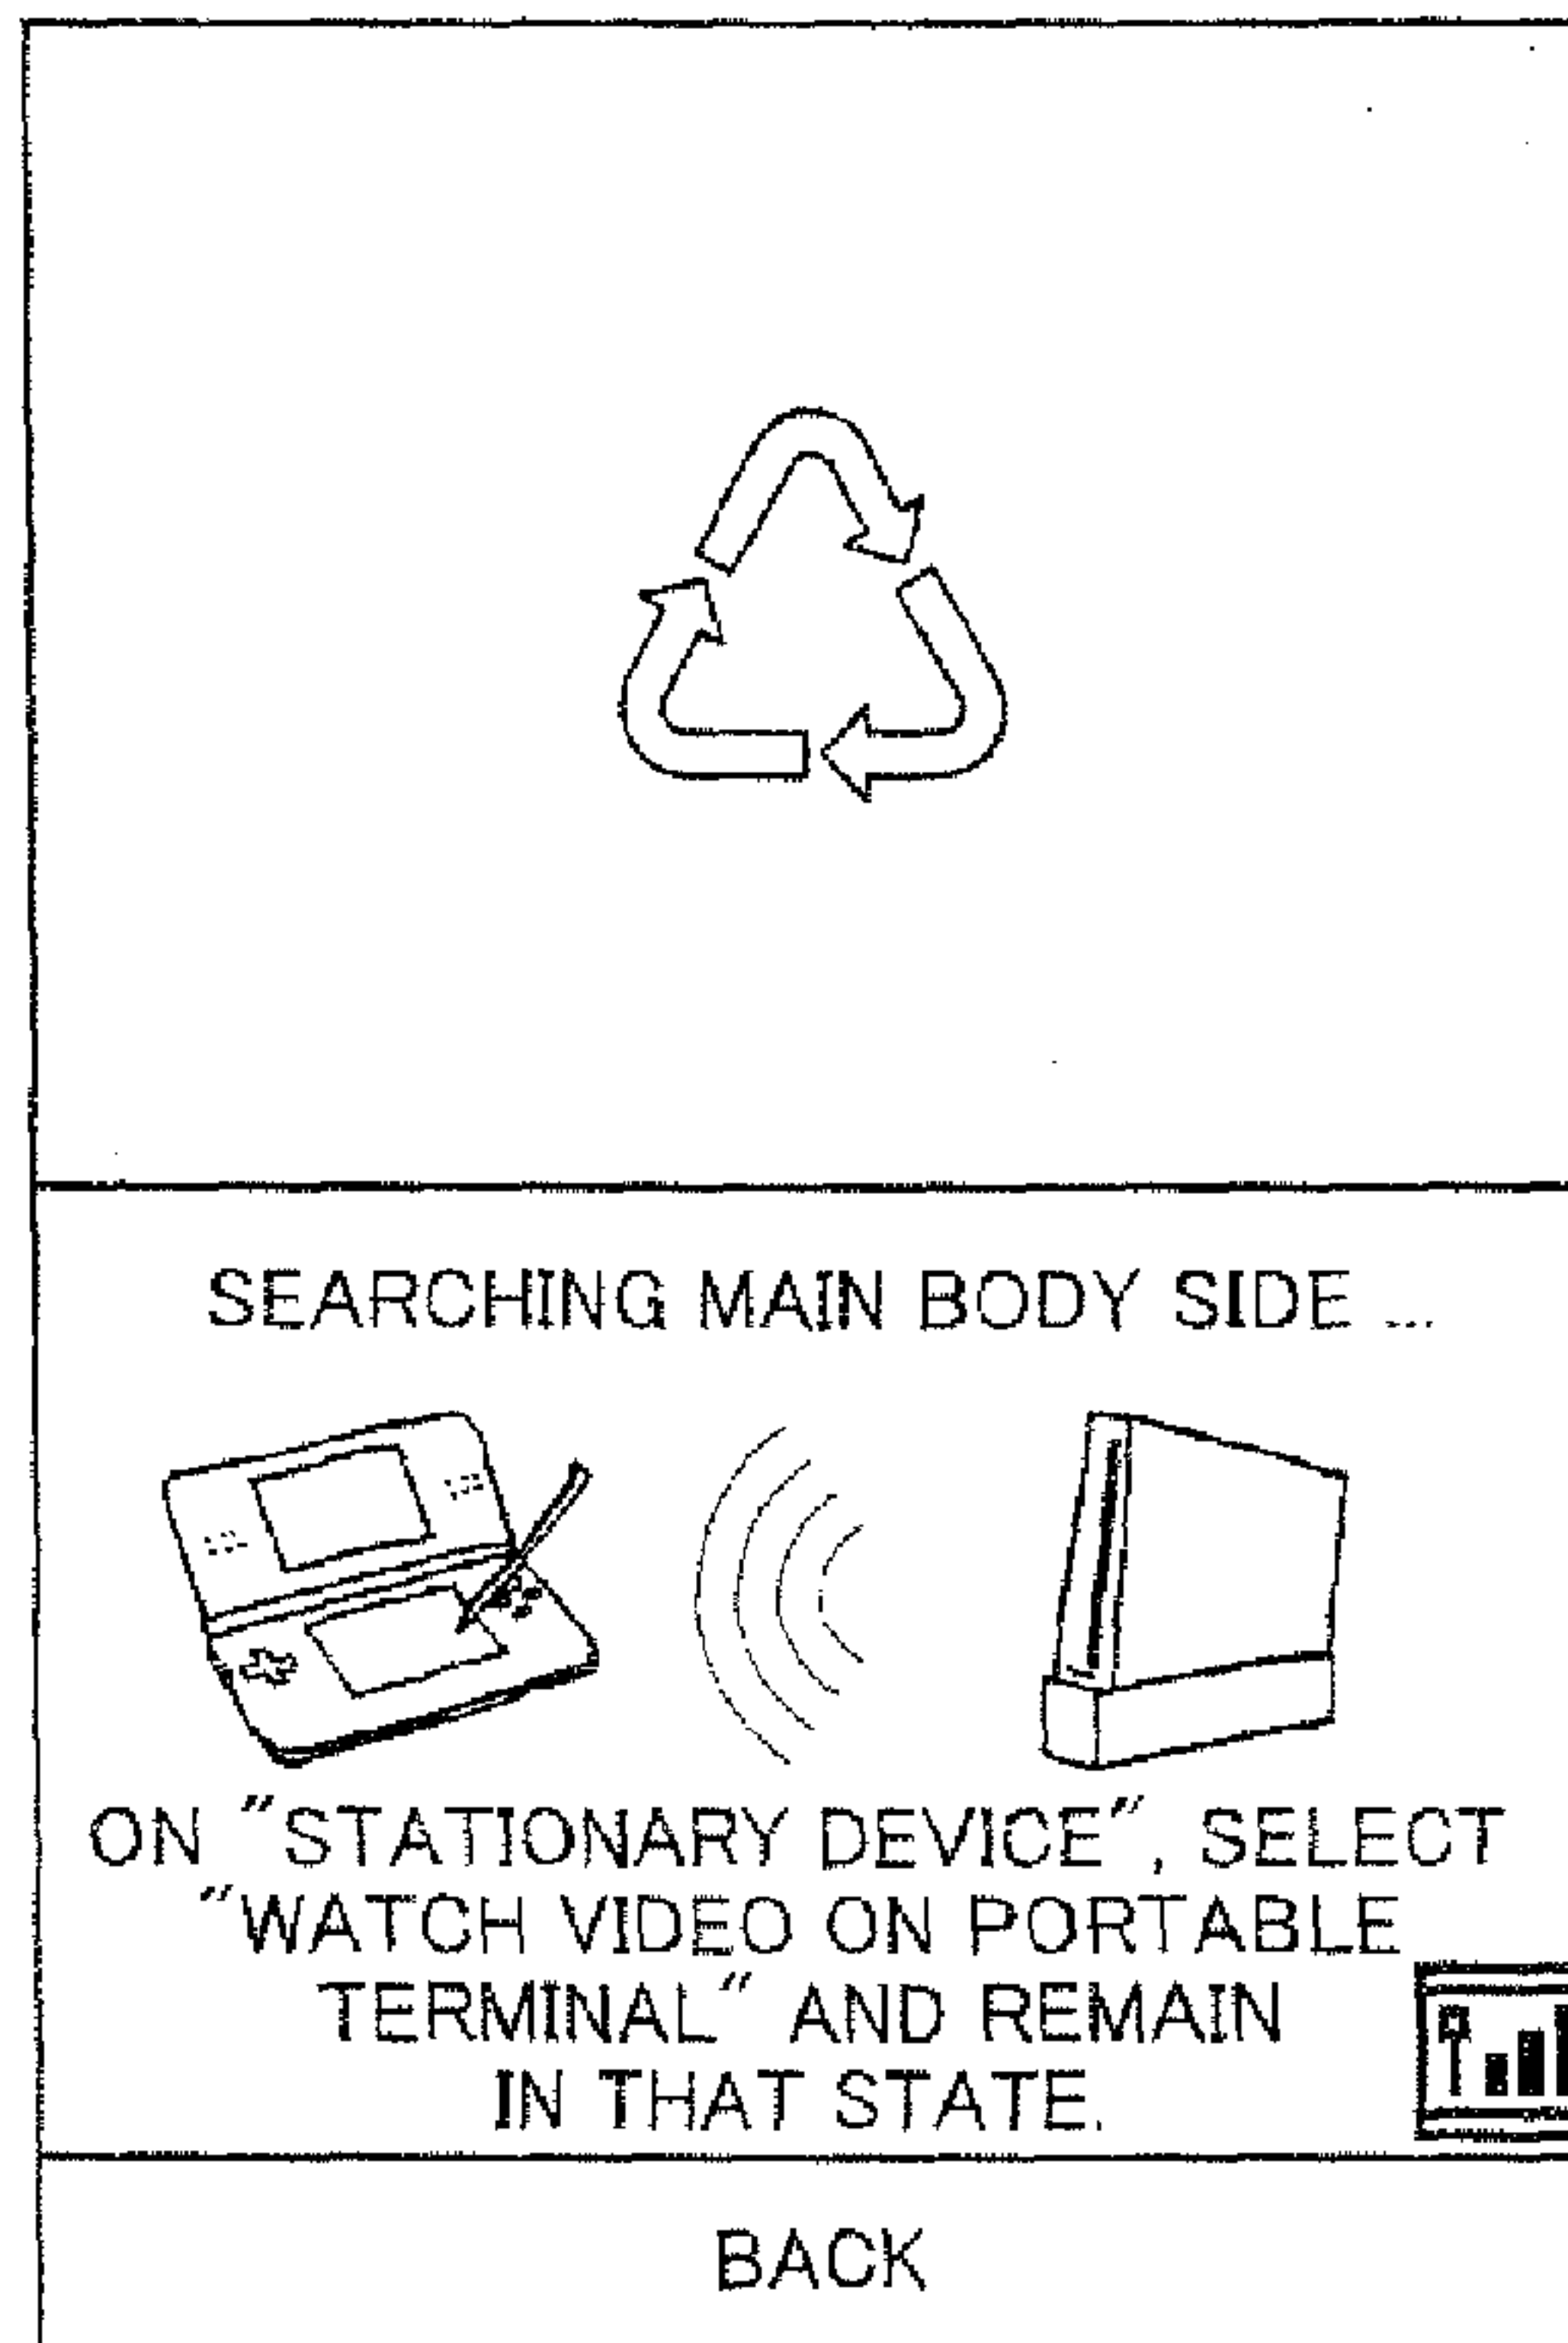 SEARCHING MAIN BODY SIDE ...
ON "STATIONARY DEVICE", SELECT
"WATCH VIDEO ON PORTABLE
TERMINAL" AND REMAIN
IN THAT STATE.
BACK